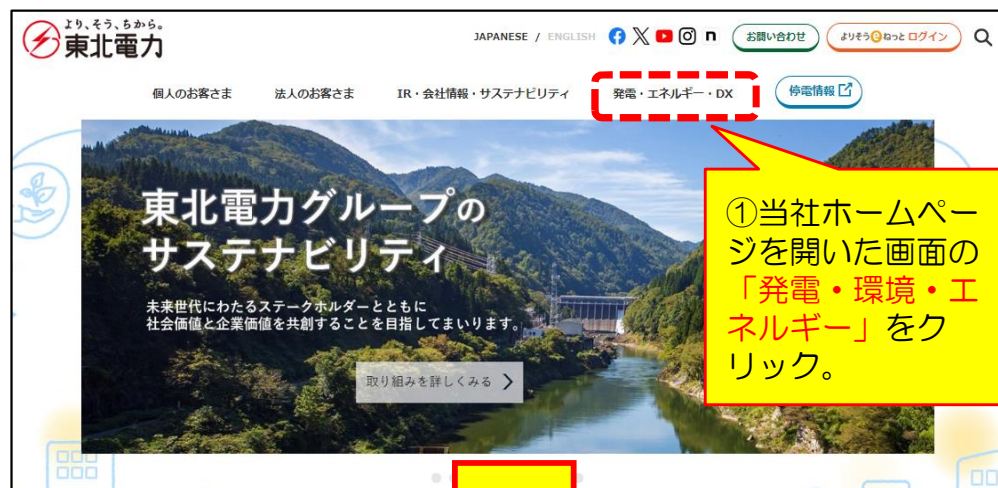 より、そう、ちから。
東北電力
JAPANESE / ENGLISH
お問い合わせ
よりそうeねっと ログイン
個人のお客さま
法人のお客さま
IR・会社情報・サステナビリティ
発電・エネルギー・DX
停電情報
東北電力グループの
サステナビリティ
未来世代にわたるステークホルダーとともに
社会価値と企業価値を共創することを目指してまいります。
取り組みを詳しくみる
①当社ホームペー
ジを開いた画面の
「発電・環境・エ
ネルギー」をク
リック。